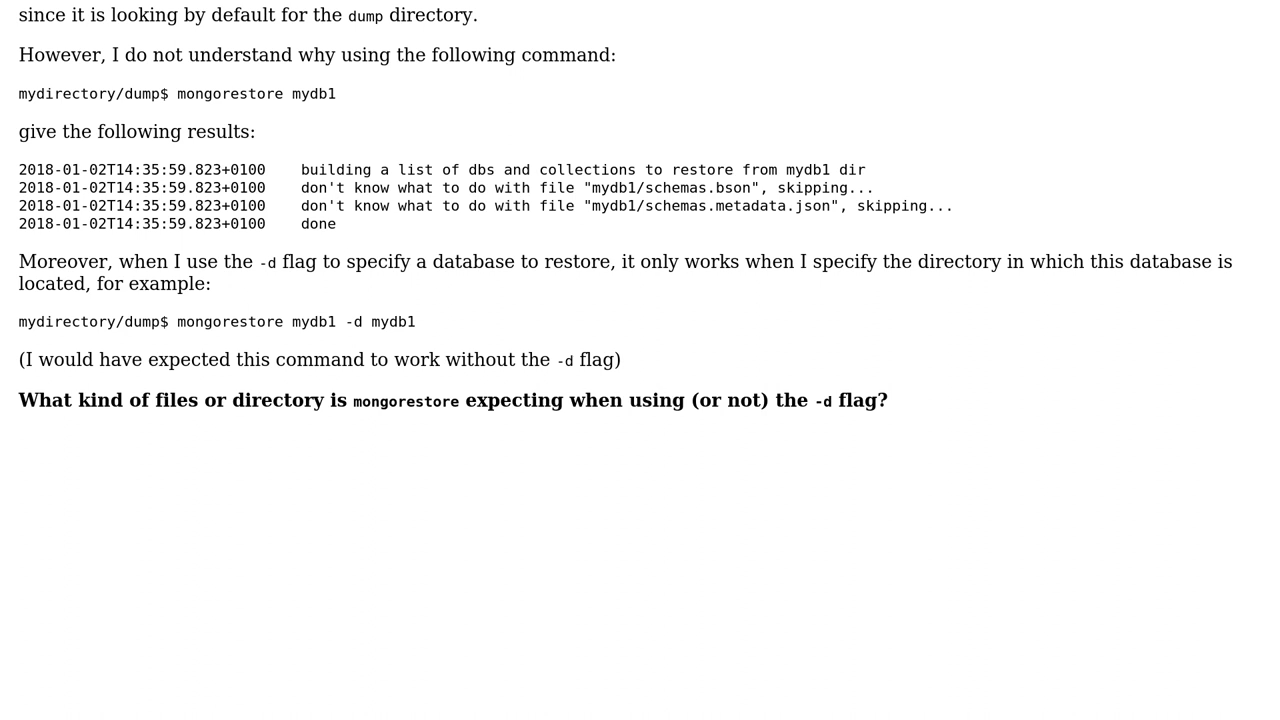 since it is looking by default for the dump directory.
However, I do not understand why using the following command:
mydirectory/dump$ mongorestore mydb1
give the following results:
2018-01-02T14:35:59.823+0100    building a list of dbs and collections to restore from mydb1 dir
2018-01-02T14:35:59.823+0100    don't know what to do with file "mydb1/schemas.bson", skipping...
2018-01-02T14:35:59.823+0100    don't know what to do with file "mydb1/schemas.metadata.json", skipping...
2018-01-02T14:35:59.823+0100    done
Moreover, when I use the -d flag to specify a database to restore, it only works when I specify the directory in which this database is
located, for example:
mydirectory/dump$ mongorestore mydb1 -d mydb1
(I would have expected this command to work without the -d flag)
What kind of files or directory is mongorestore expecting when using (or not) the -d flag?